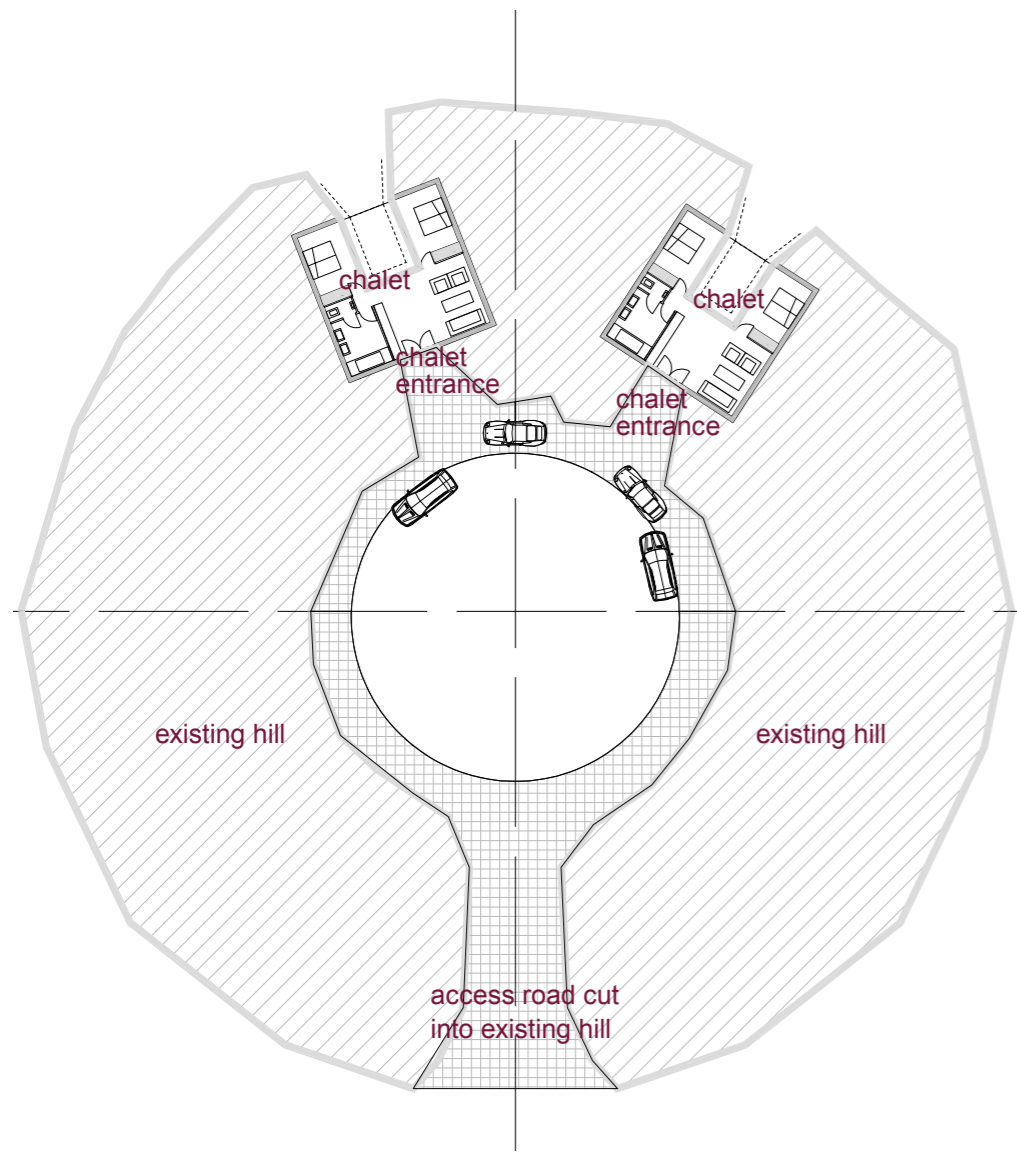 chalet
chalet
chalet
entrance
chalet
entrance
existing hill
existing hill
access road cut
into existing hill